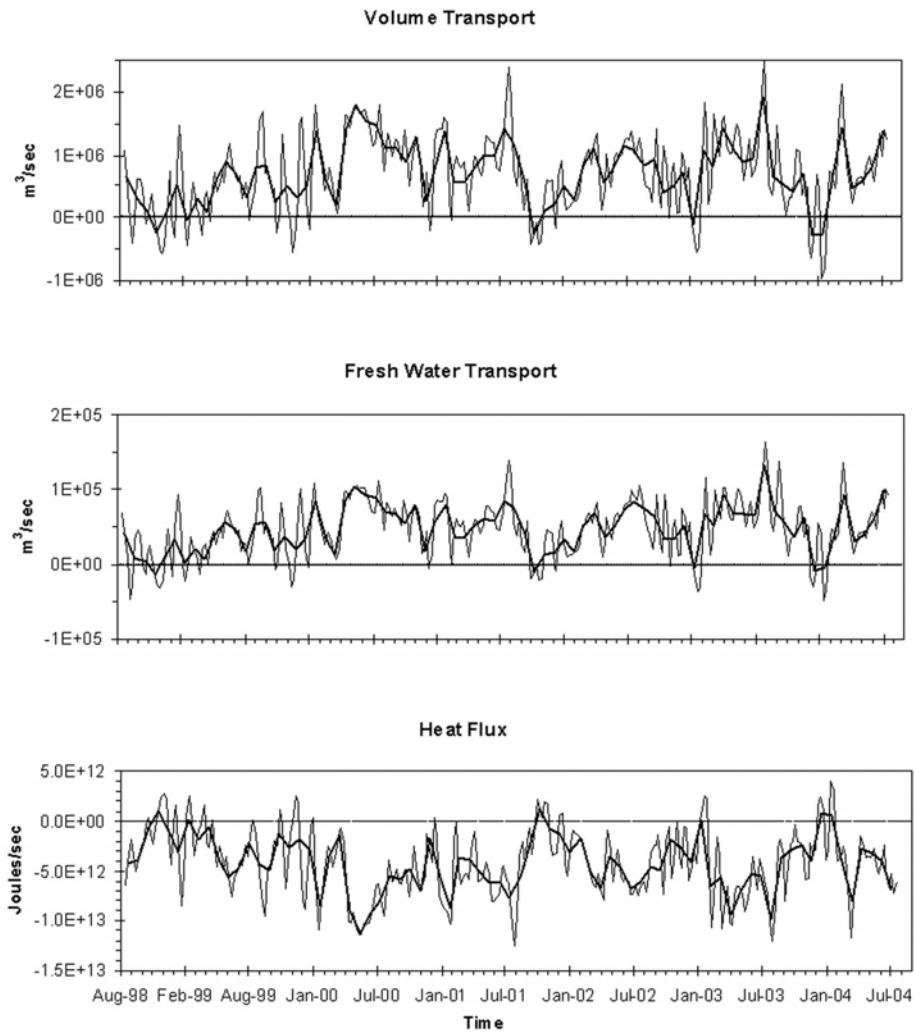 Volume Transport
m³/sec
2E+06
1E+06
0E+00
-1E+06
Fresh Water Transport
m³/sec
2E+05
1E+05
0E+00
-1E+05
Heat Flux
Joules/sec
5.0E+12
0.0E+00
-5.0E+12
-1.0E+13
-1.5E+13
Aug-98 Feb-99 Aug-99 Jan-00 Jul-00 Jan-01 Jul-01 Jan-02 Jul-02 Jan-03 Jul-03 Jan-04 Jul-04
Time